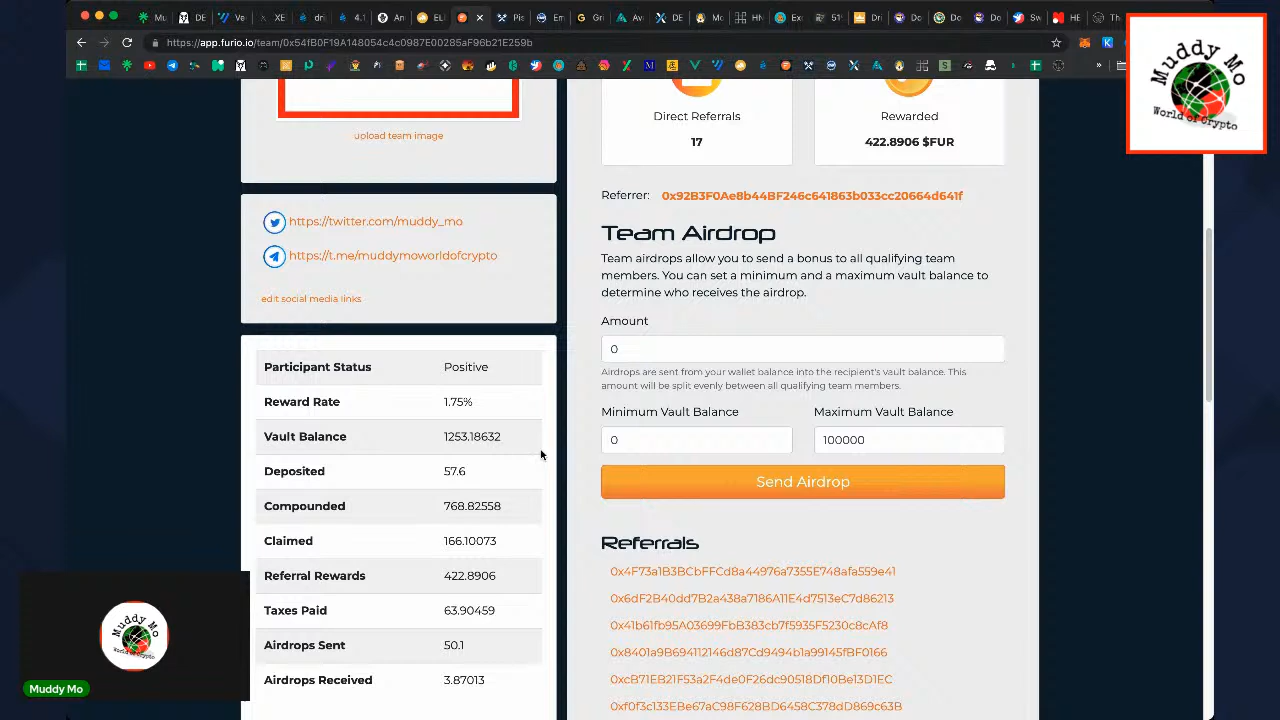 https://app.furio.io/team/0x54fB0F19A148054c4c0987E00285aF96b21E259b
Muddy Mo
World of Crypto
upload team image
https://twitter.com/muddy_mo
https://t.me/muddymoworldofcrypto
edit social media links
Participant Status Positive
Reward Rate 1.75%
Vault Balance 1253.18632
Deposited 57.6
Compounded 768.82558
Claimed 166.10073
Referral Rewards 422.8906
Taxes Paid 63.90459
Airdrops Sent 50.1
Airdrops Received 3.87013
Direct Referrals
17
Rewarded
422.8906 $FUR
Referrer: 0x92B3F0Ae8b44BF246c641863b033cc20664d641f
Team Airdrop
Team airdrops allow you to send a bonus to all qualifying team
members. You can set a minimum and a maximum vault balance to
determine who receives the airdrop.
Amount
0
Airdrops are sent from your wallet balance into the recipient's vault balance. This
amount will be split evenly between all qualifying team members.
Minimum Vault Balance Maximum Vault Balance
0 100000
Send Airdrop
Referrals
0x4F73a1B3BCbFFCd8a44976a7355E748afa559e41
0x6dF2B40dd7B2a438a7186A11E4d7513eC7d86213
0x41b61fb95A03699FbB383cb7f5935F5230c8cAf8
0x8401a9B694112146d87Cd9494b1a99145fBF0166
0xcB71EB21F53a2F4de0F26dc90518Df10Be13D1EC
0xf0f3c133EBe67aC98F628BD6458C378dD869c63B
Muddy Mo
World of Crypto
Muddy Mo